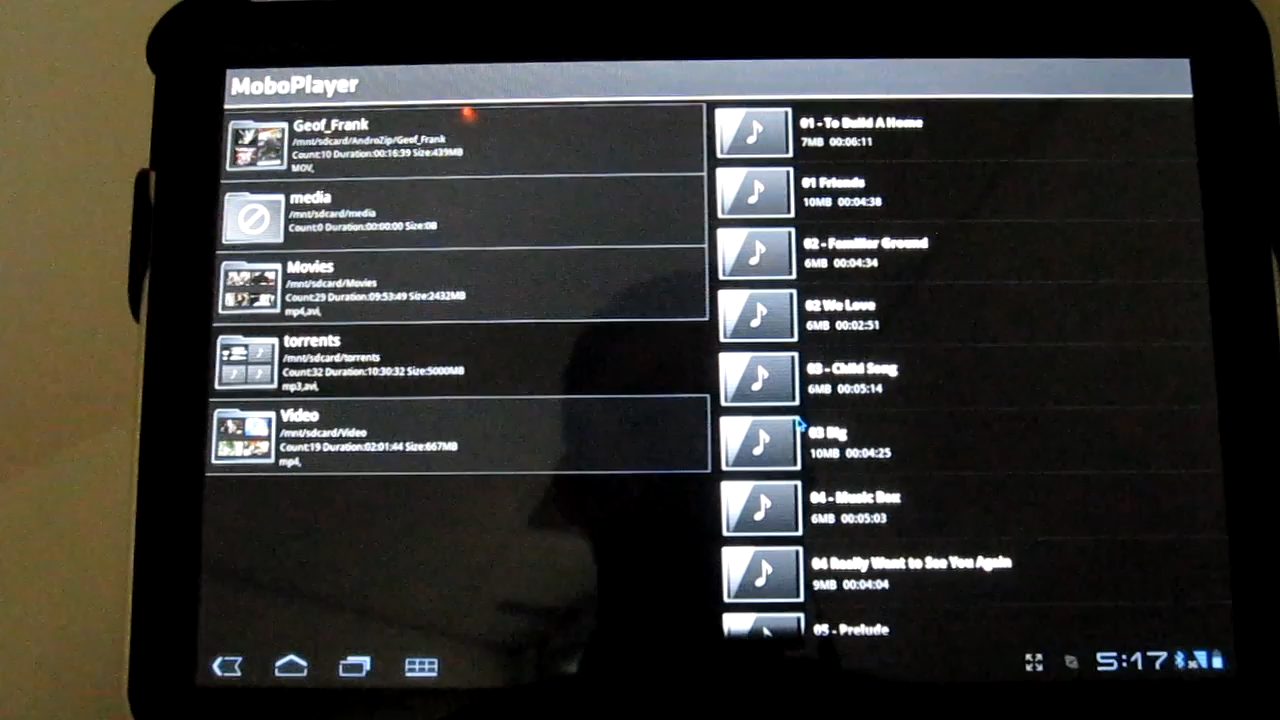 MoboPlayer
Geof_Frank
/mnt/sdcard/AndroZip/Geof_Frank
Count:10 Duration:00:16:39 Size:439MB
MOV,
media
/mnt/sdcard/media
Count:0 Duration:00:00:00 Size:0B
Movies
/mnt/sdcard/Movies
Count:29 Duration:09:53:49 Size:2432MB
mp4,avi,
torrents
/mnt/sdcard/torrents
Count:32 Duration:10:30:32 Size:5000MB
mp3,avi,
Video
/mnt/sdcard/Video
Count:19 Duration:02:01:44 Size:667MB
mp4,
01 - To Build A Home
7MB 00:06:11
01 Friends
10MB 00:04:38
02 - Familiar Ground
6MB 00:04:34
02 We Love
6MB 00:02:51
03 - Child Song
6MB 00:05:14
03 Big
10MB 00:04:25
04 - Music Box
6MB 00:05:03
04 Really Want to See You Again
9MB 00:04:04
05 - Prelude
5:17